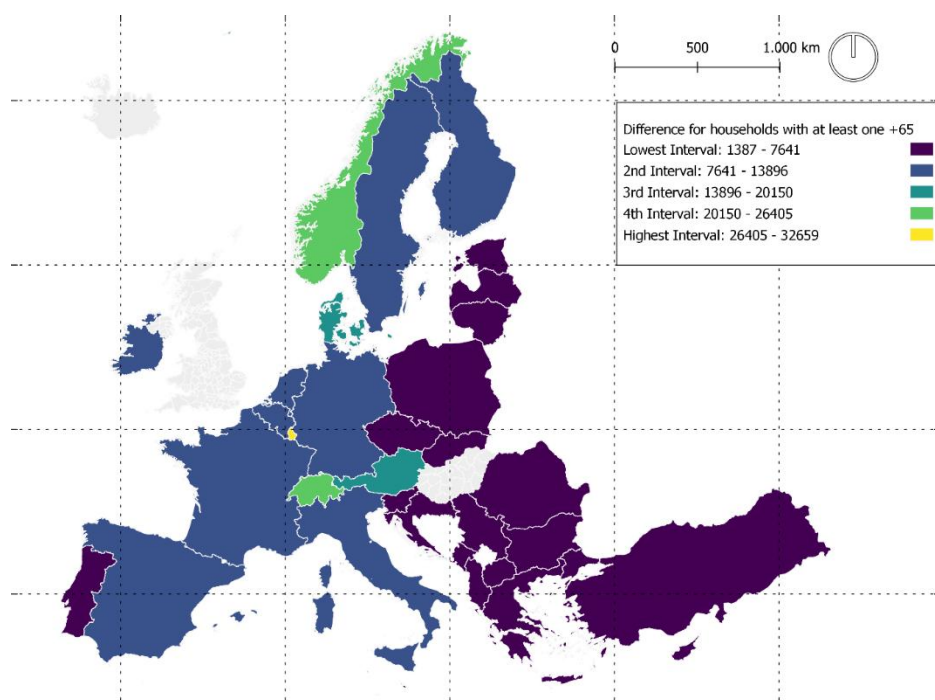 0 500 1.000 km
Difference for households with at least one +65
Lowest Interval: 1387 - 7641
2nd Interval: 7641 - 13896
3rd Interval: 13896 - 20150
4th Interval: 20150 - 26405
Highest Interval: 26405 - 32659